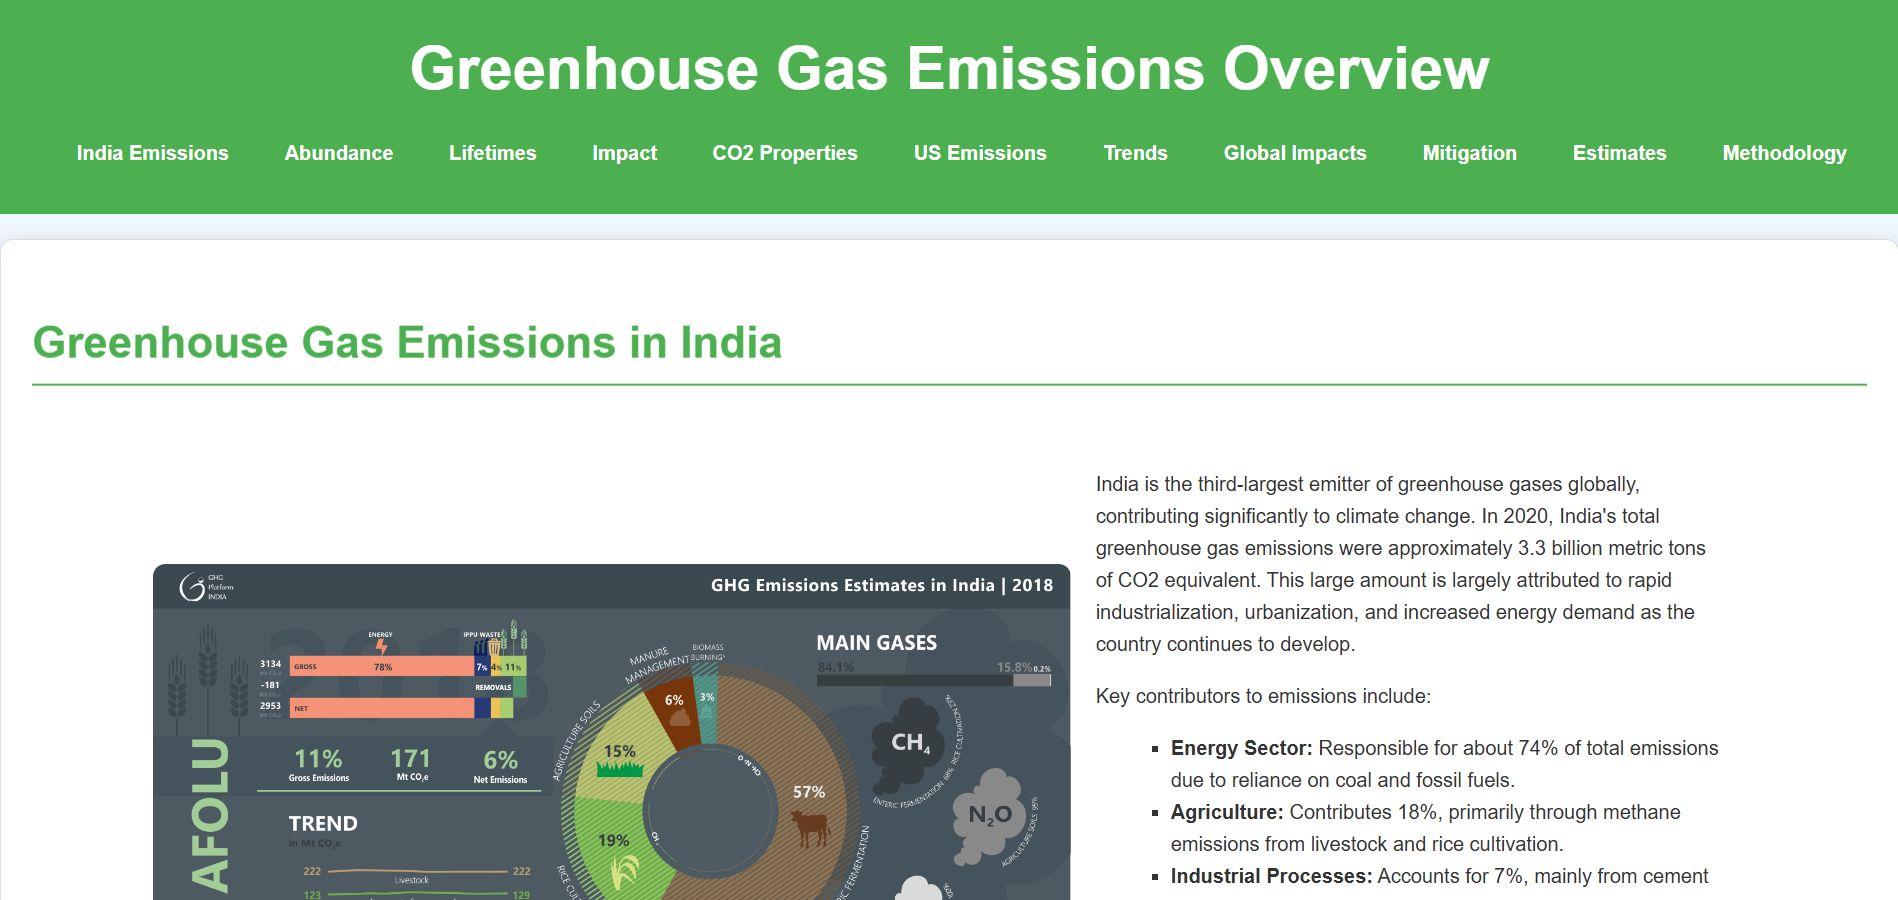 Greenhouse Gas Emissions Overview
India Emissions Abundance Lifetimes Impact CO2 Properties US Emissions Trends Global Impacts Mitigation Estimates Methodology
Greenhouse Gas Emissions in India
GHG
Platform
INDIA
GHG Emissions Estimates in India | 2018
2018
ENERGY
IPPU WASTE
3134
GROSS
78%
7%
4%
11%
-181
REMOVALS
2953
NET
AFOLU
11%
Gross Emissions
171
Mt CO₂e
6%
Net Emissions
TREND
in Mt CO₂e
222
Livestock
222
123
129
MANURE
MANAGEMENT
BIOMASS
BURNING*
AGRICULTURE SOILS
6%
3%
15%
57%
19%
MAIN GASES
84.1%
15.8%
0.2%
CH₄
ENTERIC FERMENTATION 68% RICE CULTIVATION 22%
N₂O
AGRICULTURE SOILS 95%
India is the third-largest emitter of greenhouse gases globally,
contributing significantly to climate change. In 2020, India's total
greenhouse gas emissions were approximately 3.3 billion metric tons
of CO2 equivalent. This large amount is largely attributed to rapid
industrialization, urbanization, and increased energy demand as the
country continues to develop.
Key contributors to emissions include:
▪ Energy Sector: Responsible for about 74% of total emissions
due to reliance on coal and fossil fuels.
▪ Agriculture: Contributes 18%, primarily through methane
emissions from livestock and rice cultivation.
▪ Industrial Processes: Accounts for 7%, mainly from cement